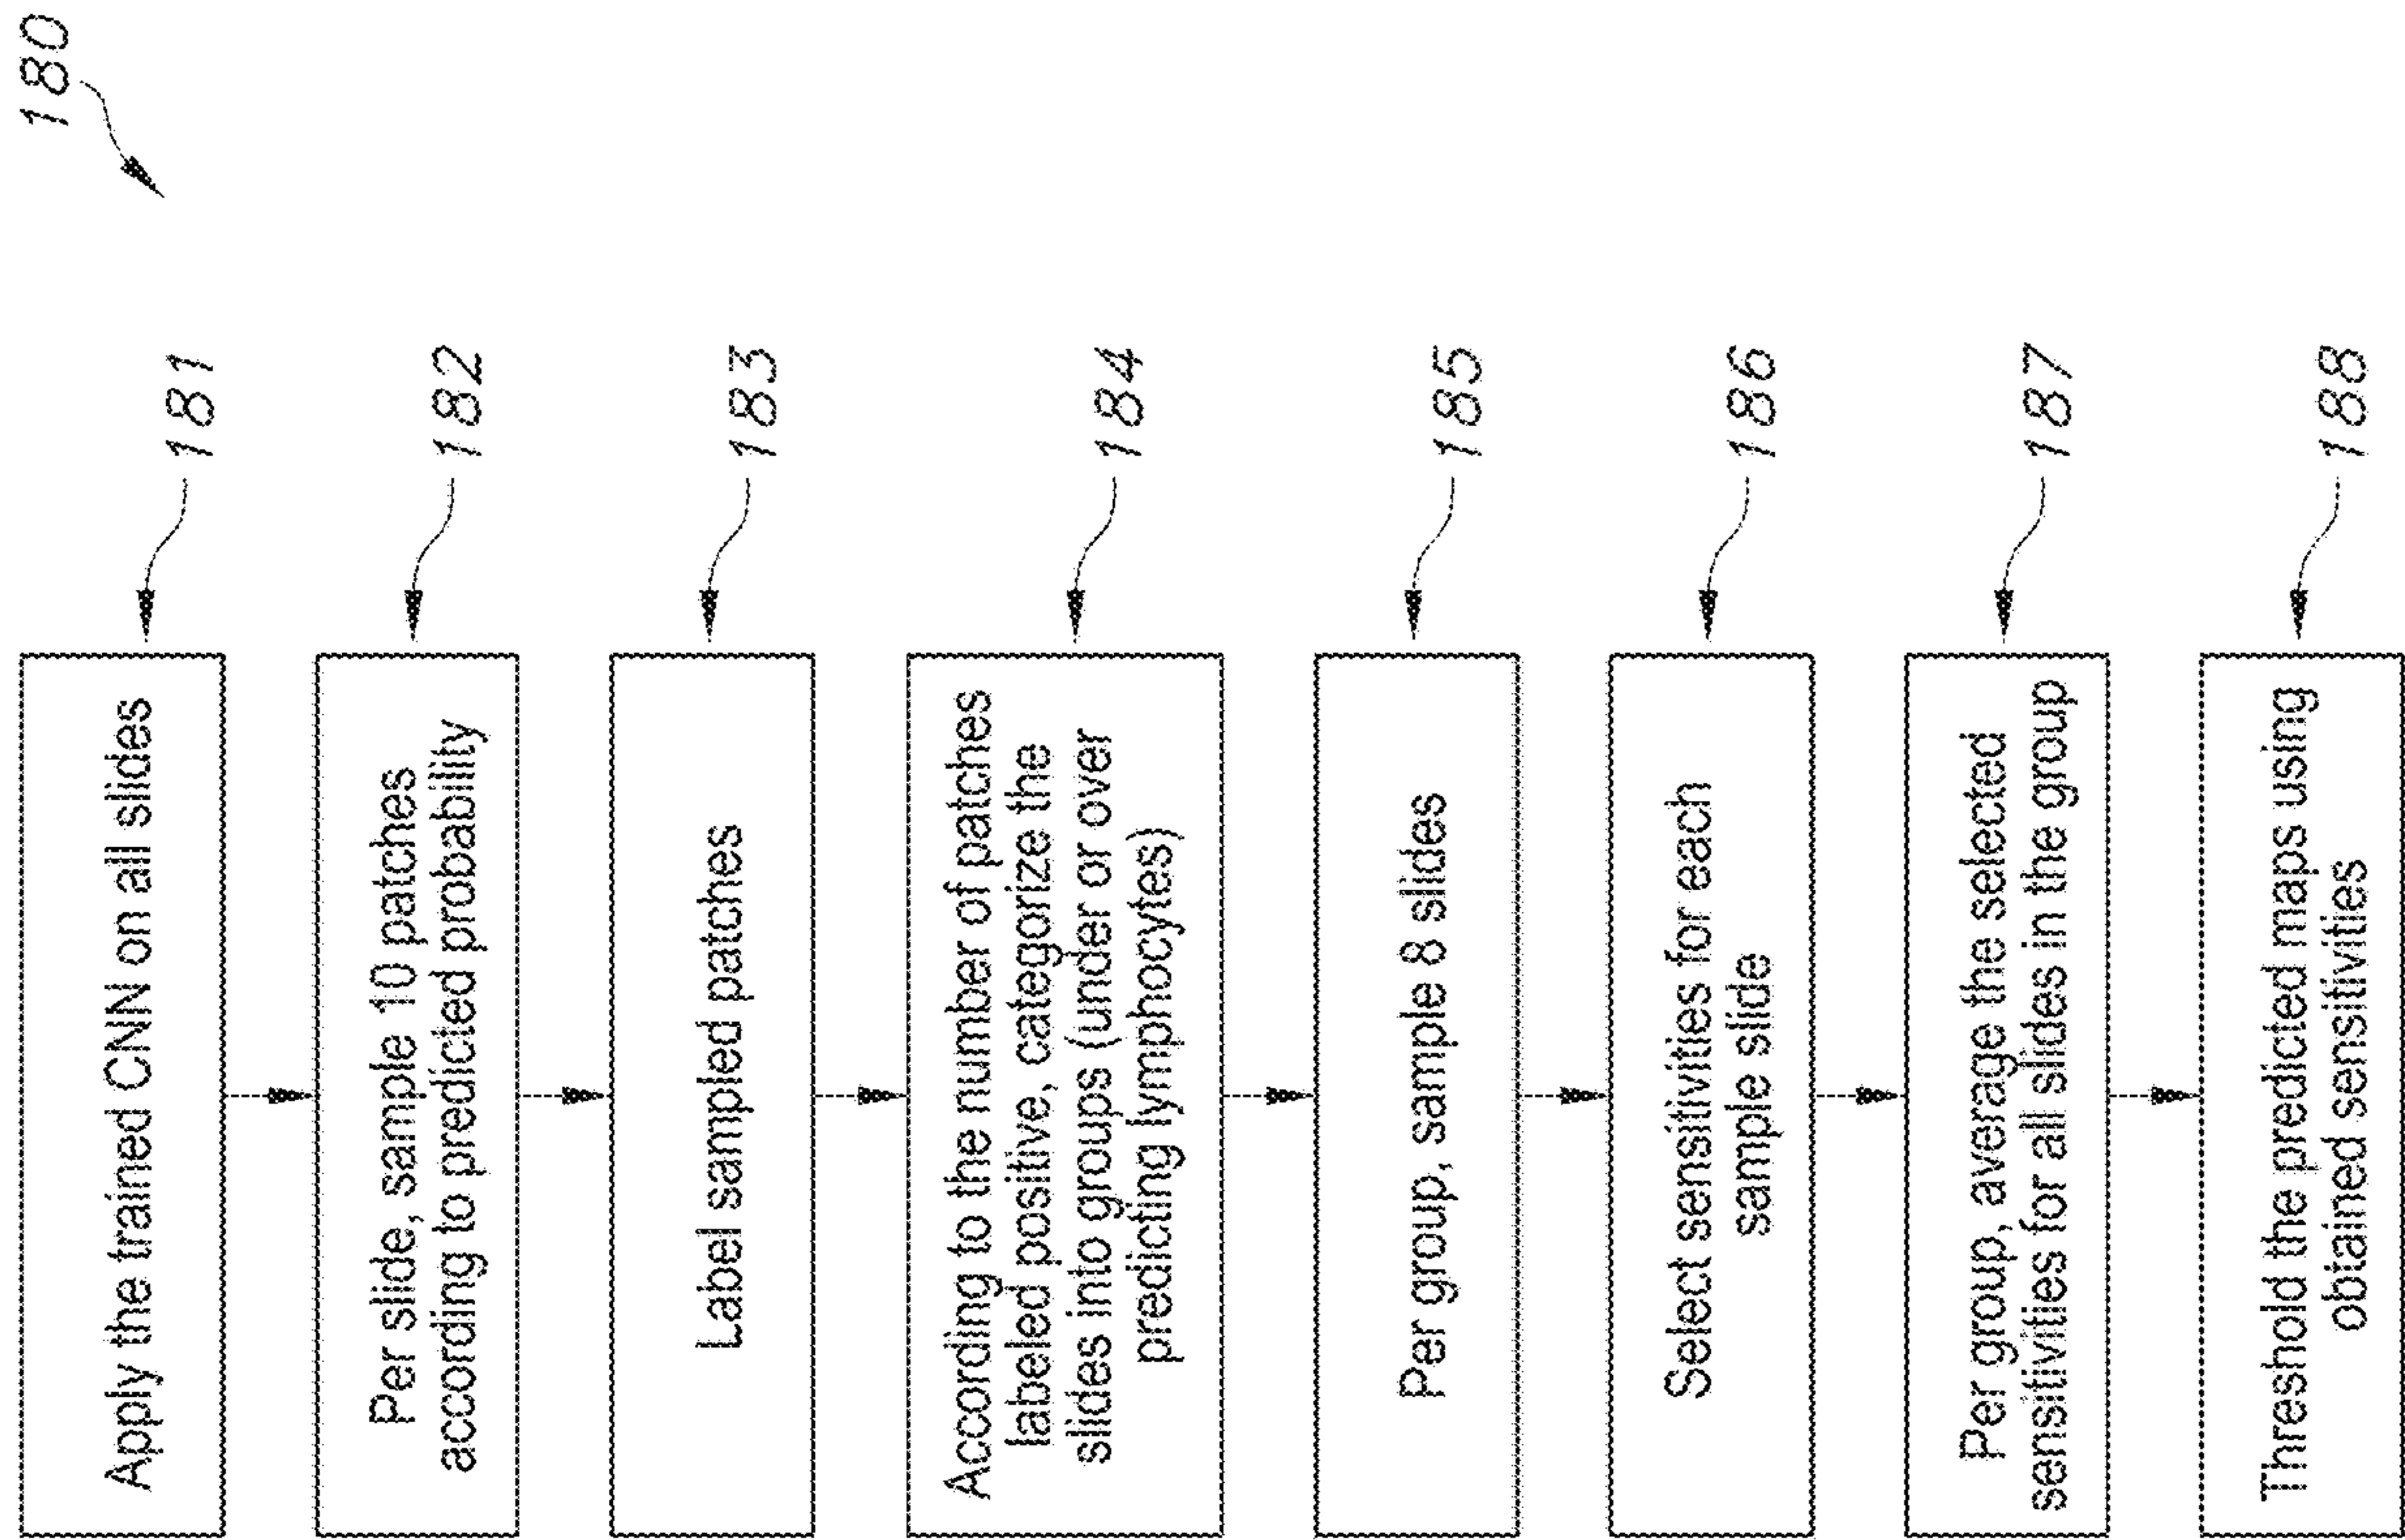 180
Apply the trained CNN on all slides
181
Per slide, sample 10 patches
according to predicted probability
182
Label sampled patches
183
According to the number of patches
labeled positive, categorize the
slides into groups (under or over
predicting lymphocytes)
184
Per group, sample 8 slides
185
Select sensitivities for each
sample slide
186
Per group, average the selected
sensitivities for all slides in the group
187
Threshold the predicted maps using
obtained sensitivities
188